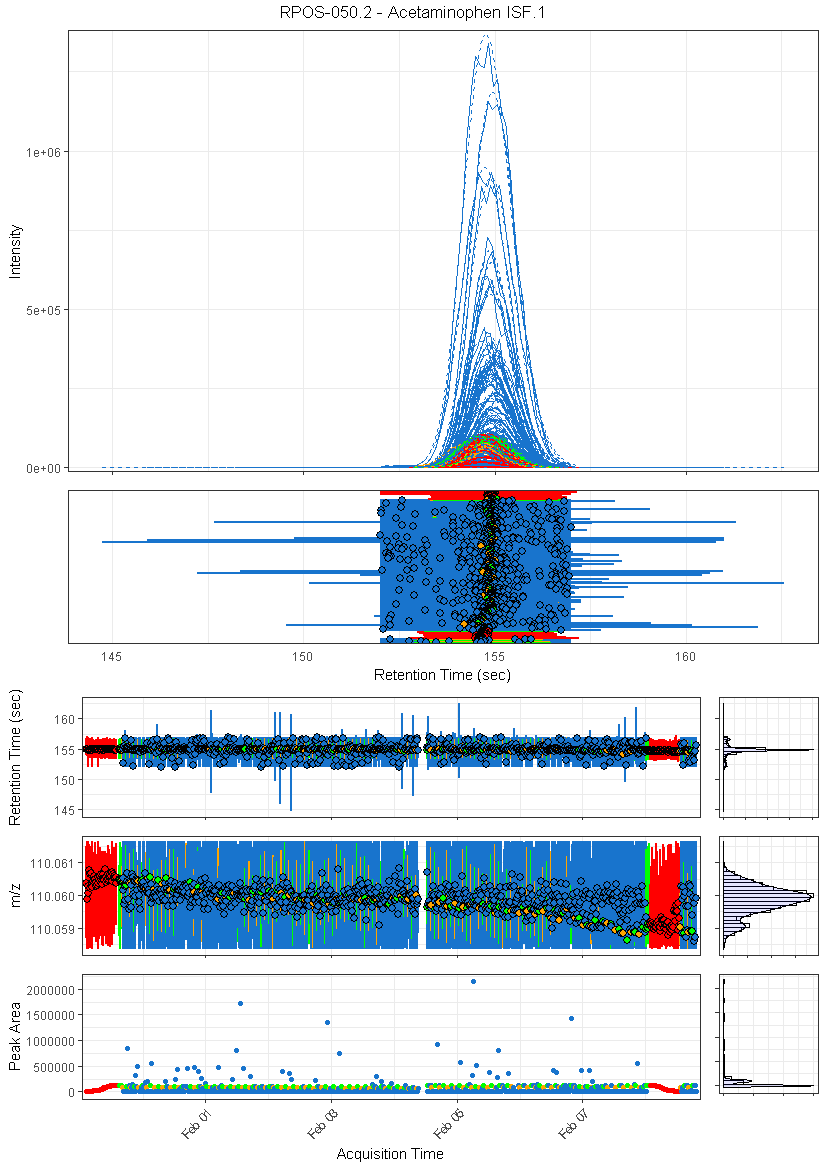 RPOS-050.2 - Acetaminophen ISF.1
1e+06
5e+05
0e+00
Intensity
145
150
155
160
Retention Time (sec)
160
155
150
145
Retention Time (sec)
110.061
110.060
110.059
m/z
2000000
1500000
1000000
500000
0
Peak Area
Feb 01
Feb 03
Feb 05
Feb 07
Acquisition Time